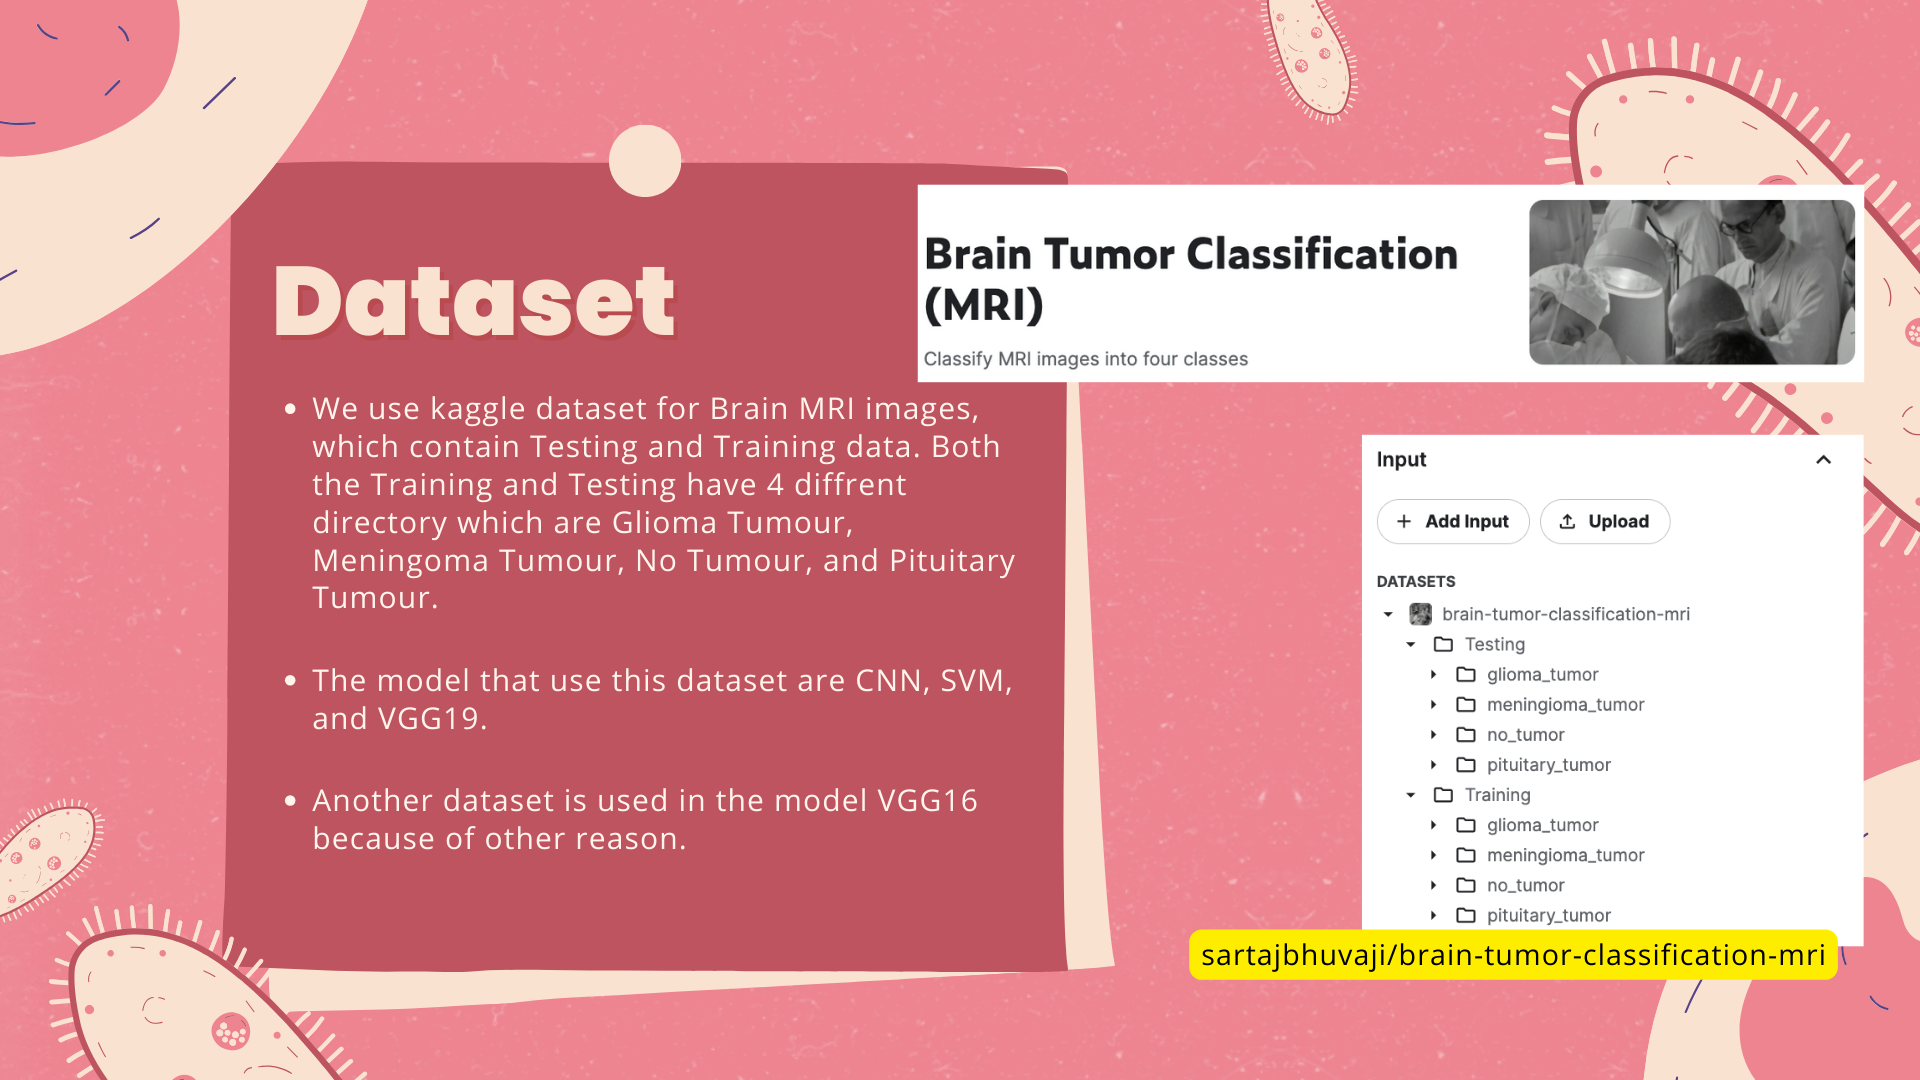 Dataset
We use kaggle dataset for Brain MRI images,
which contain Testing and Training data. Both
the Training and Testing have 4 diffrent
directory which are Glioma Tumour,
Meningoma Tumour, No Tumour, and Pituitary
Tumour.
The model that use this dataset are CNN, SVM,
and VGG19.
Another dataset is used in the model VGG16
because of other reason.
Brain Tumor Classification
(MRI)
Classify MRI images into four classes
Input
Add Input
Upload
DATASETS
brain-tumor-classification-mri
Testing
glioma_tumor
meningioma_tumor
no_tumor
pituitary_tumor
Training
glioma_tumor
meningioma_tumor
no_tumor
pituitary_tumor
sartajbhuvaji/brain-tumor-classification-mri